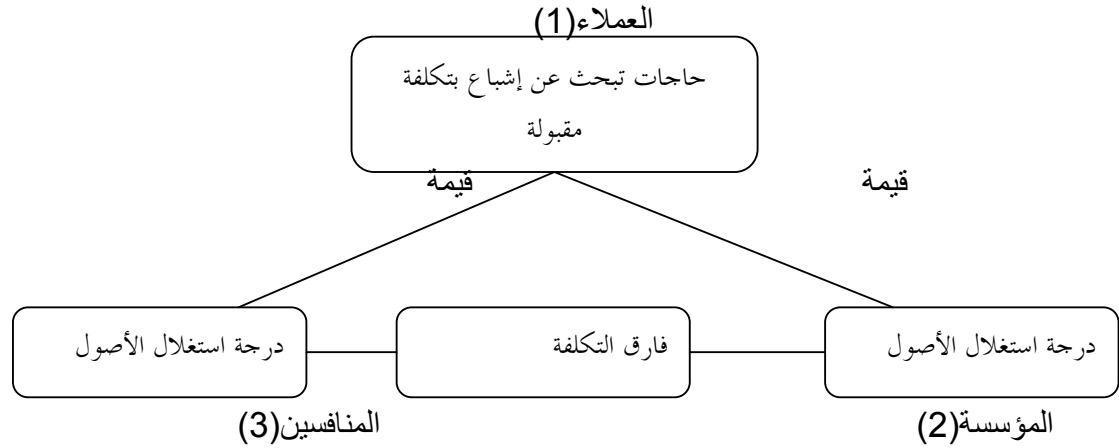 العملاء(1)
حاجات تبحث عن إشباع بتكلفة
مقبولة
قيمة
قيمة
درجة استغلال الأصول
فارق التكلفة
درجة استغلال الأصول
المؤسسة(2)
المنافسين(3)